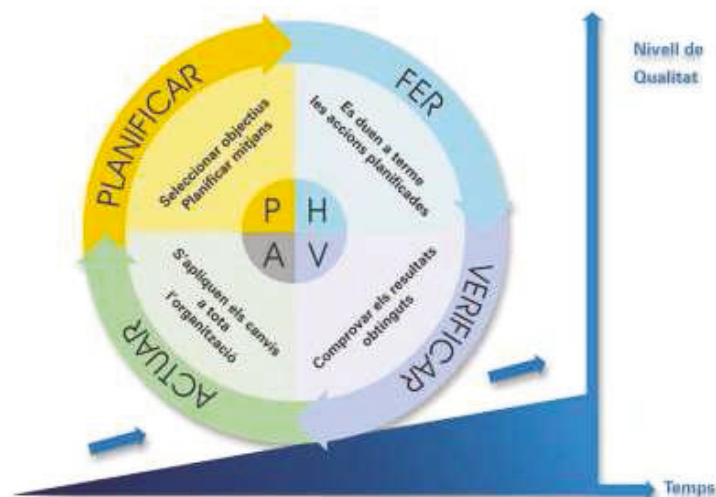 PLANIFICAR
Seleccionar objectius
Planificar mitjans
FER
Es duen a terme
les accions planificades
P H
A V
S'apliquen els canvis
a tota
l'organització
ACTUAR
Comprovar els resultats
obtinguts
VERIFICAR
Nivell de
Qualitat
Temps